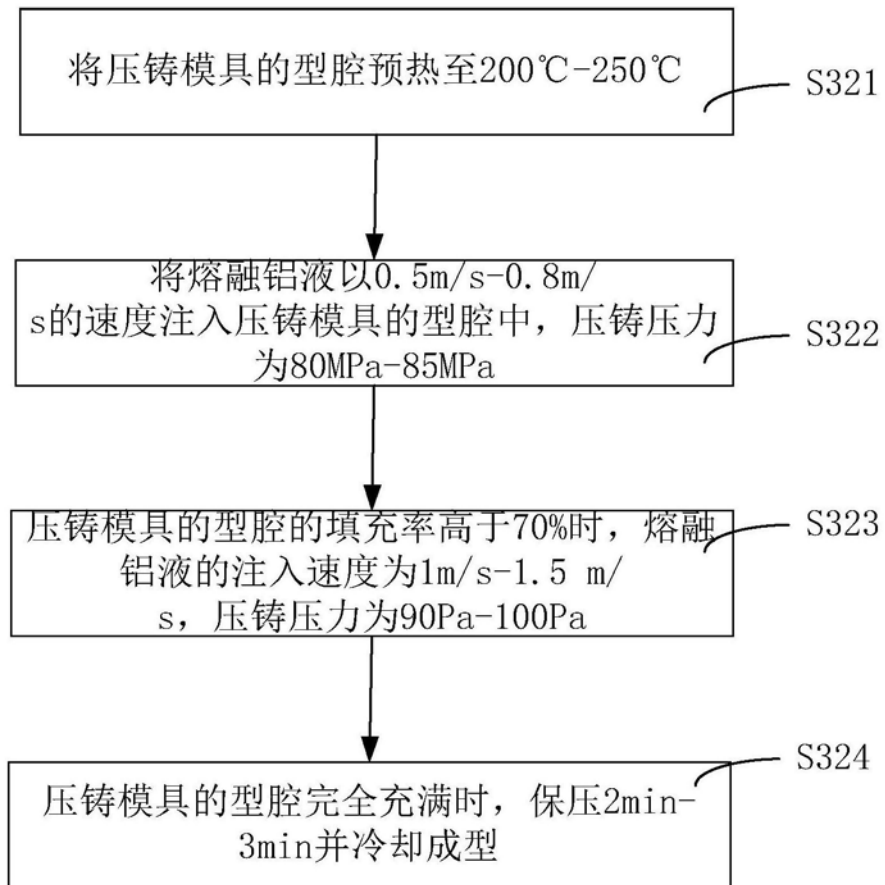 将压铸模具的型腔预热至200℃-250℃
S321
将熔融铝液以0.5m/s-0.8m/
s的速度注入压铸模具的型腔中，压铸压力
为80MPa-85MPa
S322
压铸模具的型腔的填充率高于70%时，熔融
铝液的注入速度为1m/s-1.5 m/
s，压铸压力为90Pa-100Pa
S323
压铸模具的型腔完全充满时，保压2min-
3min并冷却成型
S324